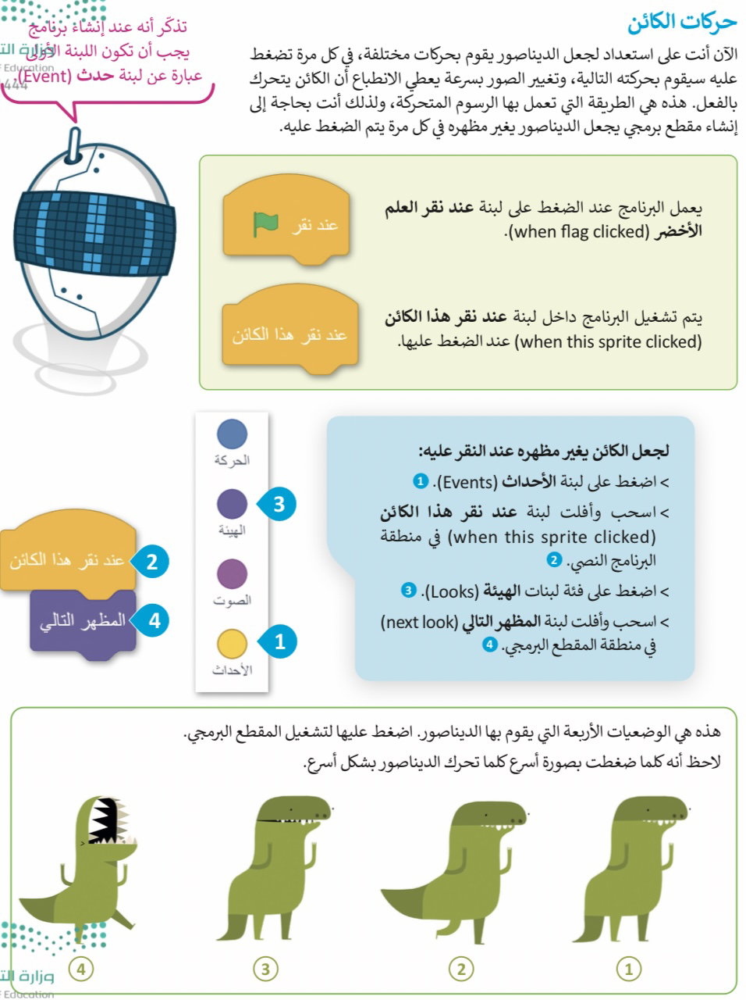 حركات الكائن
الآن أنت على استعداد لجعل الديناصور يقوم بحركات مختلفة، في كل مرة تضغط
عليه سيقوم بحركته التالية، وتغيير الصور بسرعة يعطي الانطباع أن الكائن يتحرك
بالفعل. هذه هي الطريقة التي تعمل بها الرسوم المتحركة، ولذلك أنت بحاجة إلى
إنشاء مقطع برمجي يجعل الديناصور يغير مظهره في كل مرة يتم الضغط عليه.
تذكّر أنه عند إنشاء برنامج
يجب أن تكون اللبنة الأولى
عبارة عن لبنة حدث (Event).
وزارة الت
Education
444
يعمل البرنامج عند الضغط على لبنة عند نقر العلم
الأخضر (when flag clicked).
عند نقر
يتم تشغيل البرنامج داخل لبنة عند نقر هذا الكائن
(when this sprite clicked) عند الضغط عليها.
عند نقر هذا الكائن
لجعل الكائن يغير مظهره عند النقر عليه:
> اضغط على لبنة الأحداث (Events). 1
> اسحب وأفلت لبنة عند نقر هذا الكائن
(when this sprite clicked) في منطقة
البرنامج النصي. 2
> اضغط على فئة لبنات الهيئة (Looks). 3
> اسحب وأفلت لبنة المظهر التالي (next look)
في منطقة المقطع البرمجي. 4
الحركة
3
الهيئة
الصوت
1
الأحداث
عند نقر هذا الكائن 2
المظهر التالي 4
هذه هي الوضعيات الأربعة التي يقوم بها الديناصور. اضغط عليها لتشغيل المقطع البرمجي.
لاحظ أنه كلما ضغطت بصورة أسرع كلما تحرك الديناصور بشكل أسرع.
1 2 3 4
وزارة الت
Education